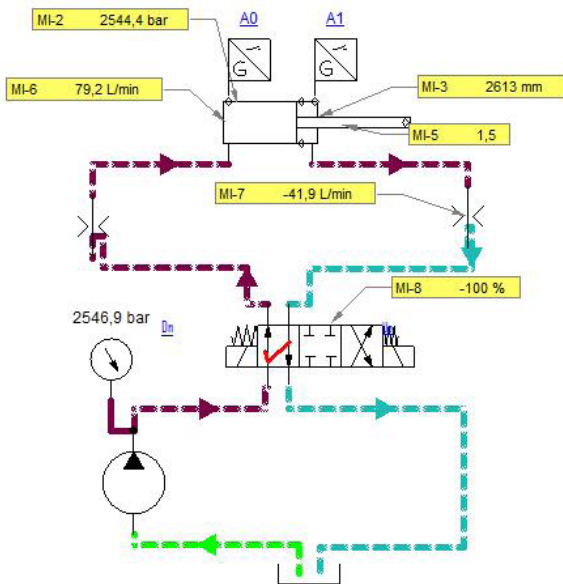 MI-2 2544,4 bar
A0
A1
G
G
MI-6 79,2 L/min
MI-3 2613 mm
MI-5 1,5
MI-7 -41,9 L/min
MI-8 -100 %
2546,9 bar
Dn